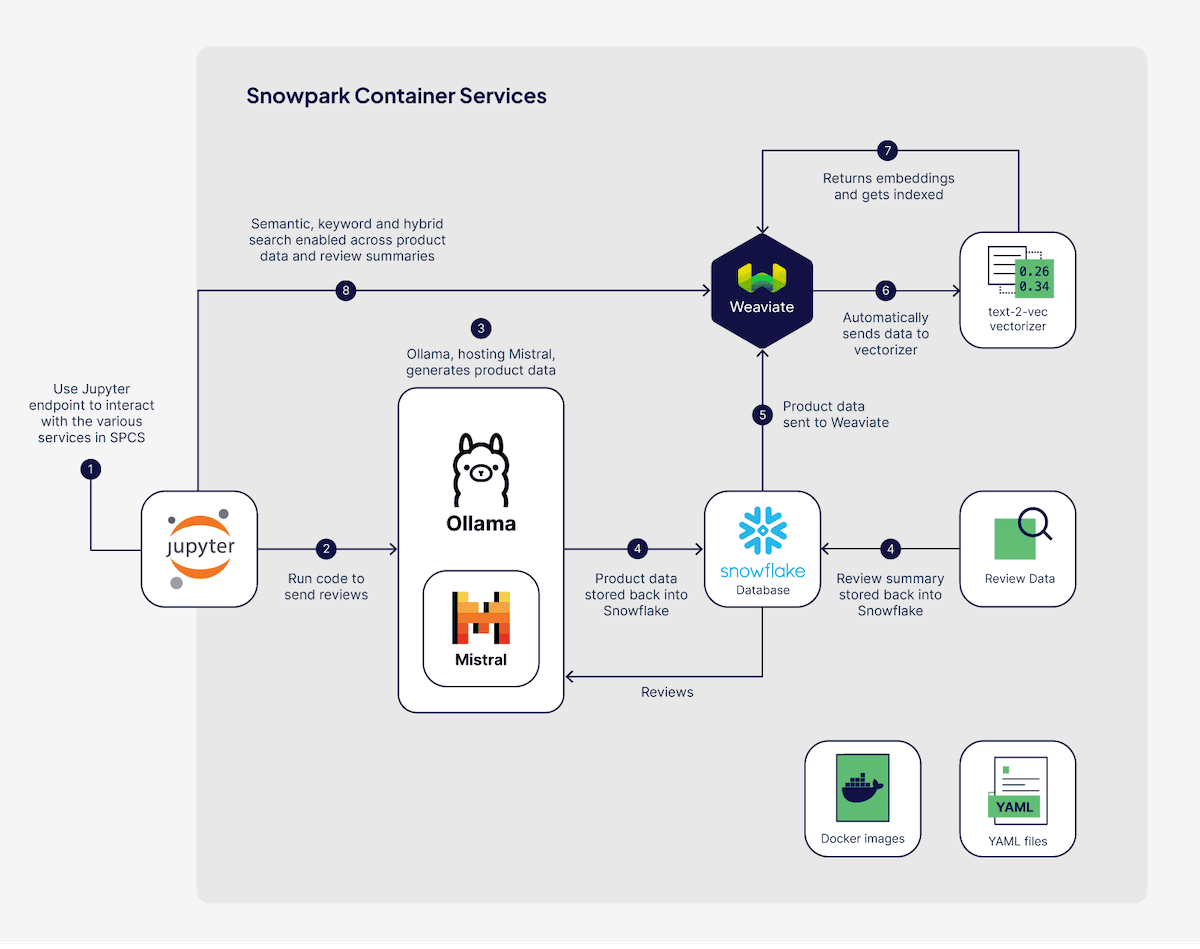 Snowpark Container Services
7
Returns embeddings
and gets indexed
Semantic, keyword and hybrid
search enabled across product
data and review summaries
8
Weaviate
6
Automatically
sends data to
vectorizer
0.26
0.34
text-2-vec
vectorizer
3
Ollama, hosting Mistral,
generates product data
Use Jupyter
endpoint to interact
with the various
services in SPCS
1
5
Product data
sent to Weaviate
jupyter
2
Run code to
send reviews
Ollama
Mistral
4
Product data
stored back into
Snowflake
snowflake
Database
4
Review summary
stored back into
Snowflake
Review Data
Reviews
Docker images
YAML
YAML files